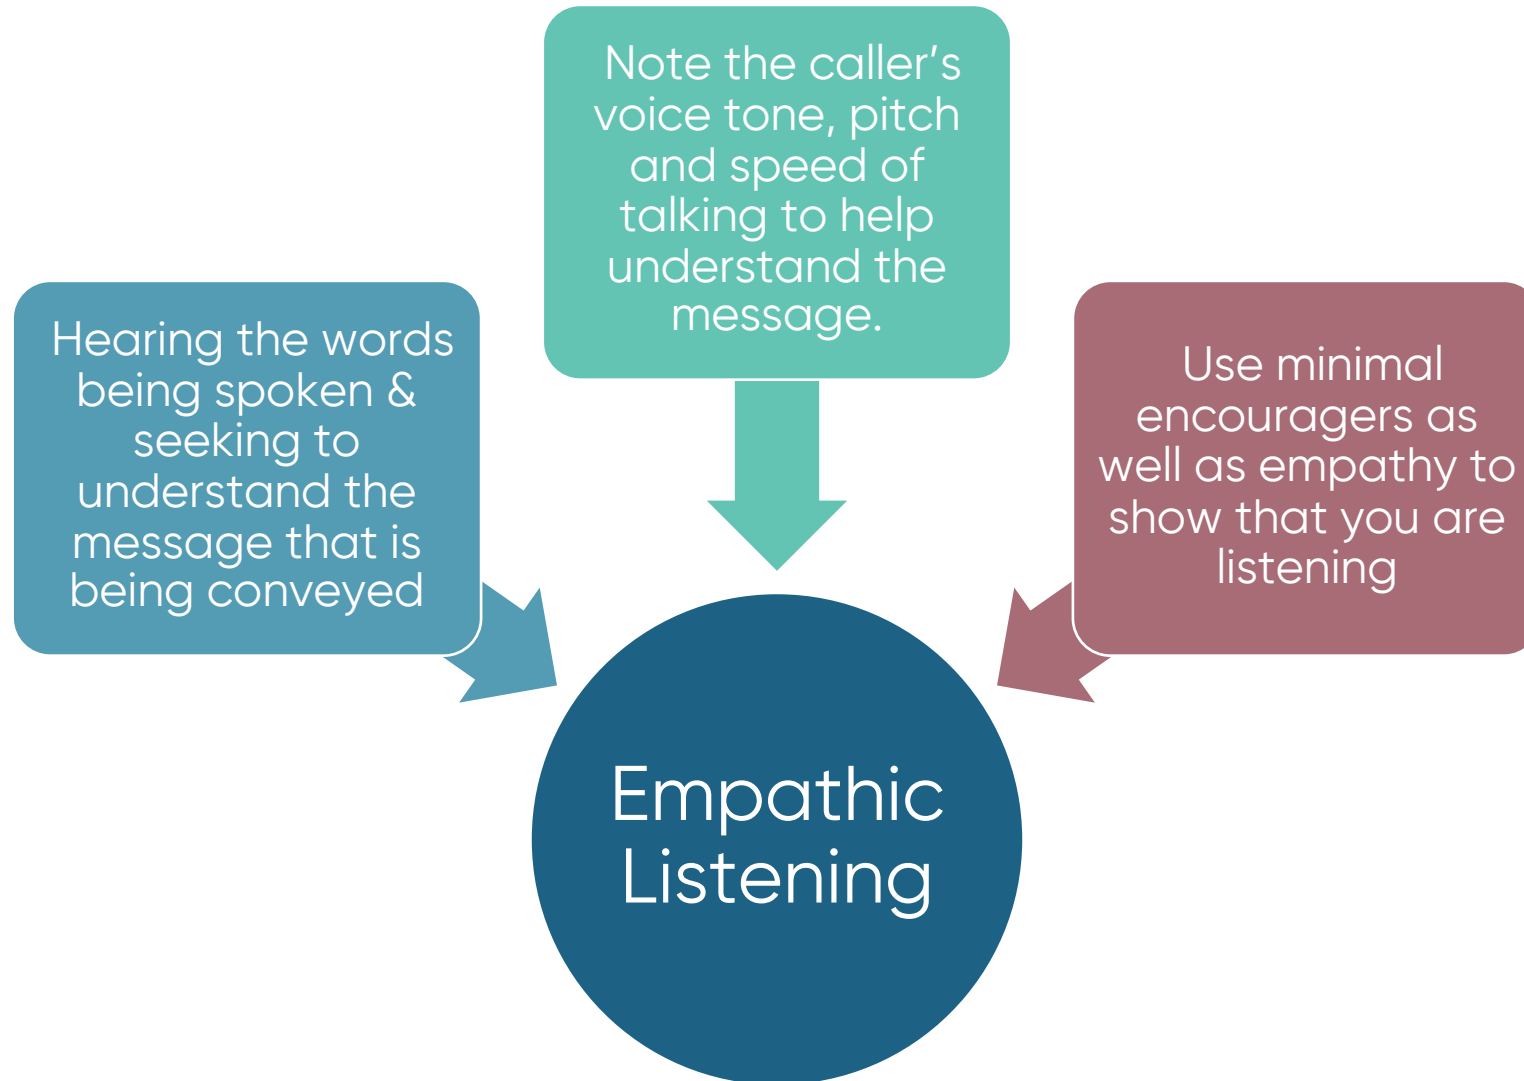 Note the caller’s
voice tone, pitch
and speed of
talking to help
understand the
message.
Hearing the words
being spoken &
seeking to
understand the
message that is
being conveyed
Use minimal
encouragers as
well as empathy to
show that you are
listening
Empathic
Listening